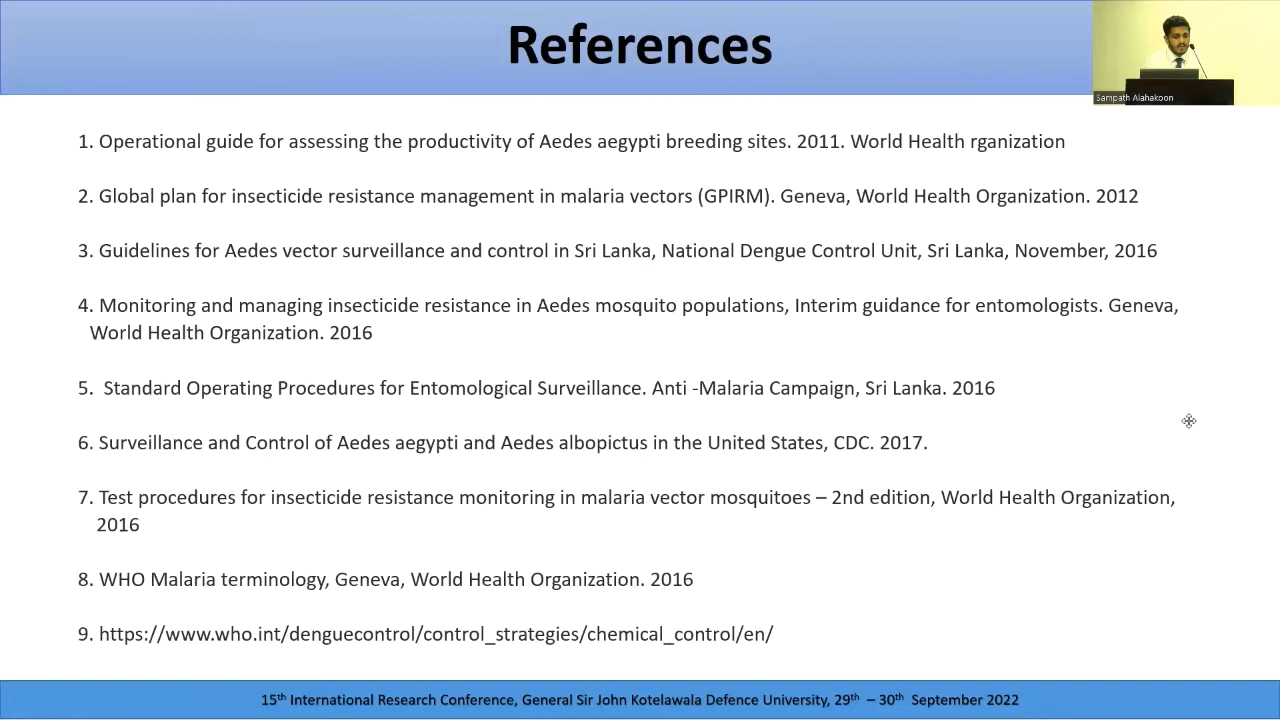 References
Sampath Alahakoon
1. Operational guide for assessing the productivity of Aedes aegypti breeding sites. 2011. World Health rganization
2. Global plan for insecticide resistance management in malaria vectors (GPIRM). Geneva, World Health Organization. 2012
3. Guidelines for Aedes vector surveillance and control in Sri Lanka, National Dengue Control Unit, Sri Lanka, November, 2016
4. Monitoring and managing insecticide resistance in Aedes mosquito populations, Interim guidance for entomologists. Geneva,
World Health Organization. 2016
5. Standard Operating Procedures for Entomological Surveillance. Anti -Malaria Campaign, Sri Lanka. 2016
6. Surveillance and Control of Aedes aegypti and Aedes albopictus in the United States, CDC. 2017.
7. Test procedures for insecticide resistance monitoring in malaria vector mosquitoes – 2nd edition, World Health Organization,
2016
8. WHO Malaria terminology, Geneva, World Health Organization. 2016
9. https://www.who.int/denguecontrol/control_strategies/chemical_control/en/
15th International Research Conference, General Sir John Kotelawala Defence University, 29th – 30th September 2022